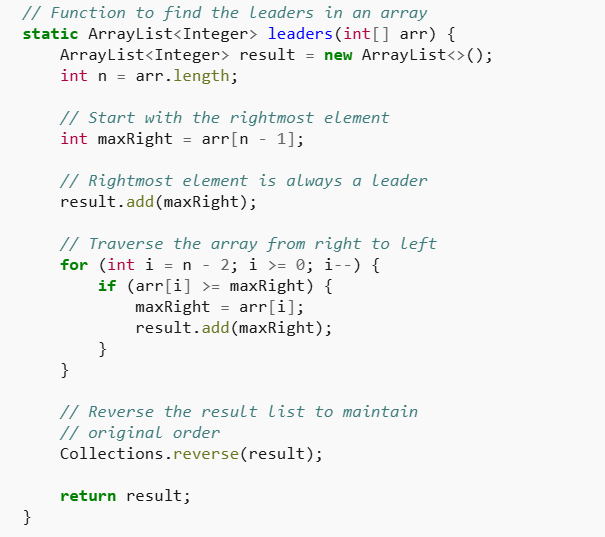 // Function to find the leaders in an array
static ArrayList<Integer> leaders(int[] arr) {
    ArrayList<Integer> result = new ArrayList<>();
    int n = arr.length;

    // Start with the rightmost element
    int maxRight = arr[n - 1];

    // Rightmost element is always a leader
    result.add(maxRight);

    // Traverse the array from right to left
    for (int i = n - 2; i >= 0; i--) {
        if (arr[i] >= maxRight) {
            maxRight = arr[i];
            result.add(maxRight);
        }
    }

    // Reverse the result list to maintain
    // original order
    Collections.reverse(result);

    return result;
}